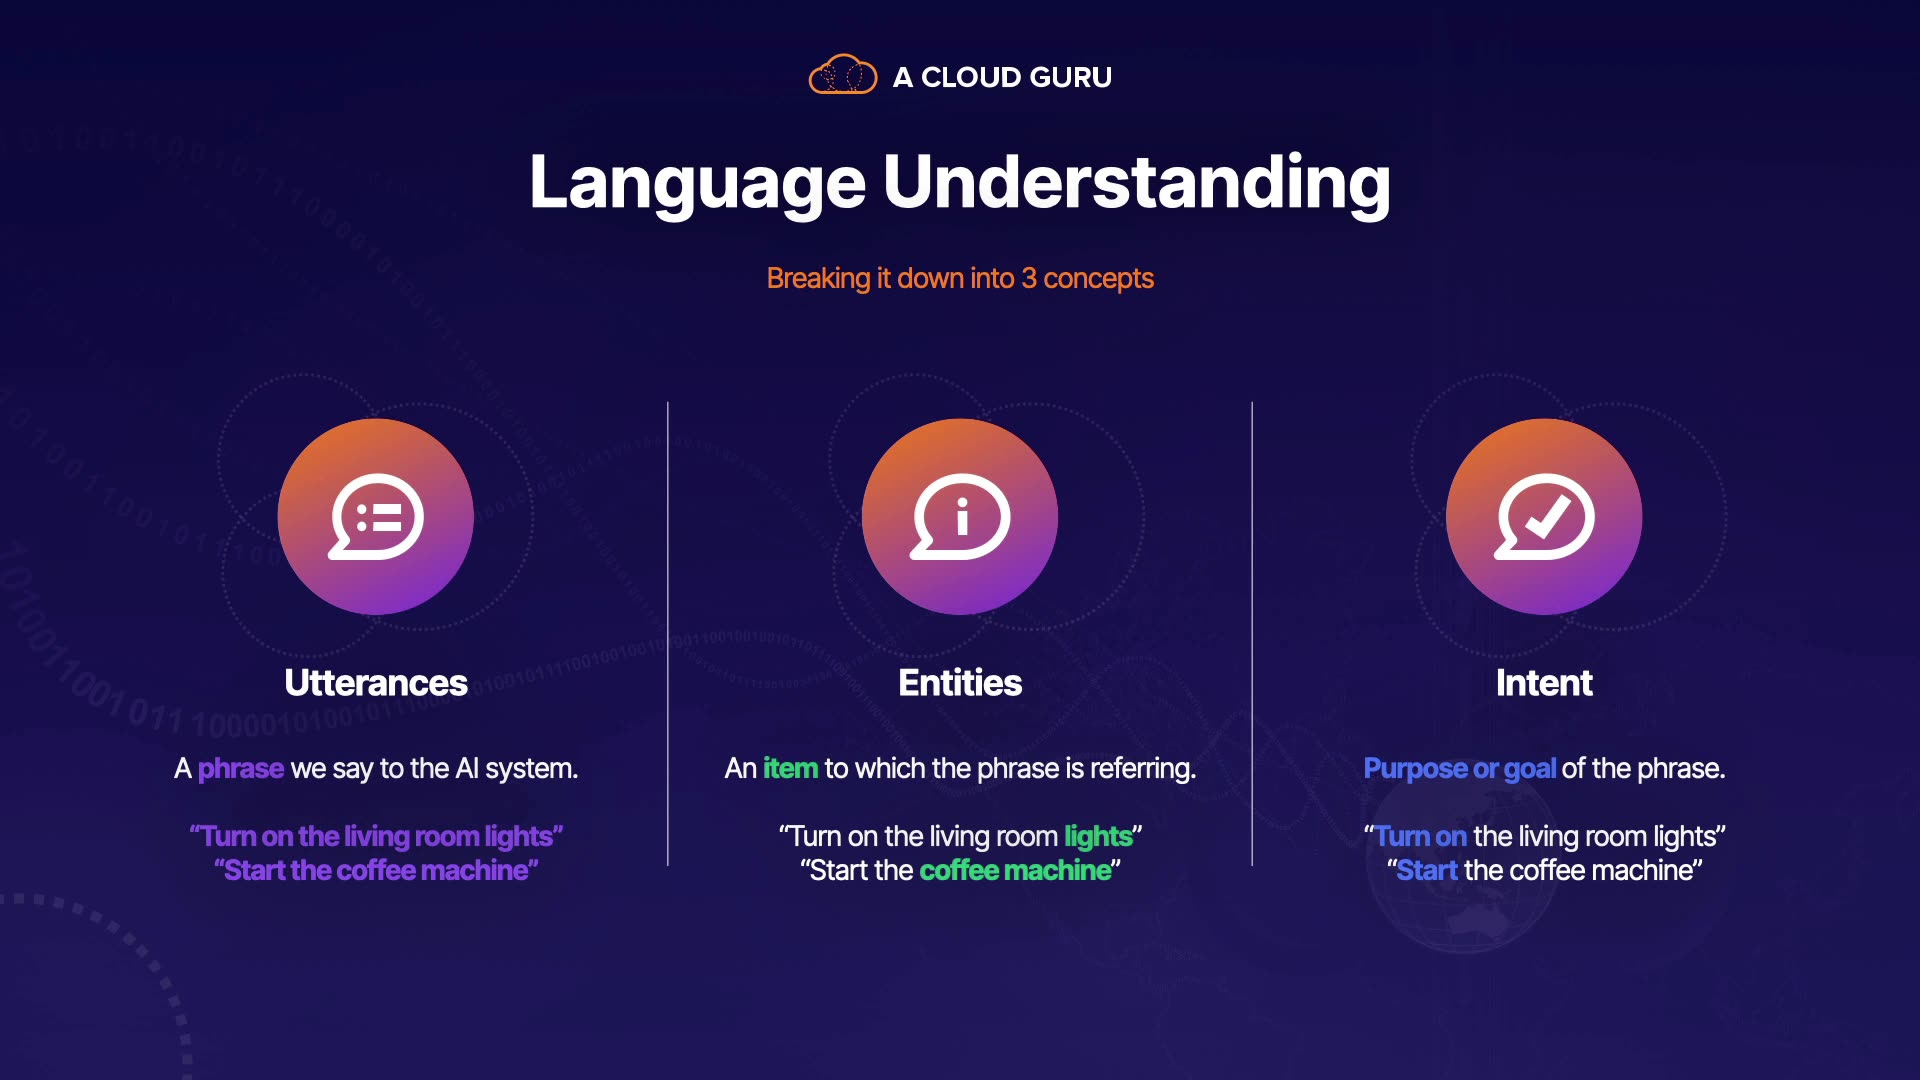 A CLOUD GURU
Language Understanding
Breaking it down into 3 concepts
Utterances
A phrase we say to the AI system.
“Turn on the living room lights”
“Start the coffee machine”
Entities
An item to which the phrase is referring.
“Turn on the living room lights”
“Start the coffee machine”
Intent
Purpose or goal of the phrase.
“Turn on the living room lights”
“Start the coffee machine”